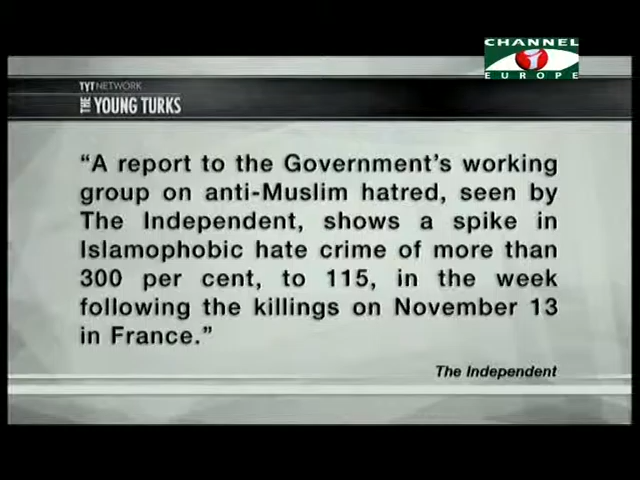 CHANNEL
i
EUROPE
TYT NETWORK
THE YOUNG TURKS
“A report to the Government’s working
group on anti-Muslim hatred, seen by
The Independent, shows a spike in
Islamophobic hate crime of more than
300 per cent, to 115, in the week
following the killings on November 13
in France.”
The Independent